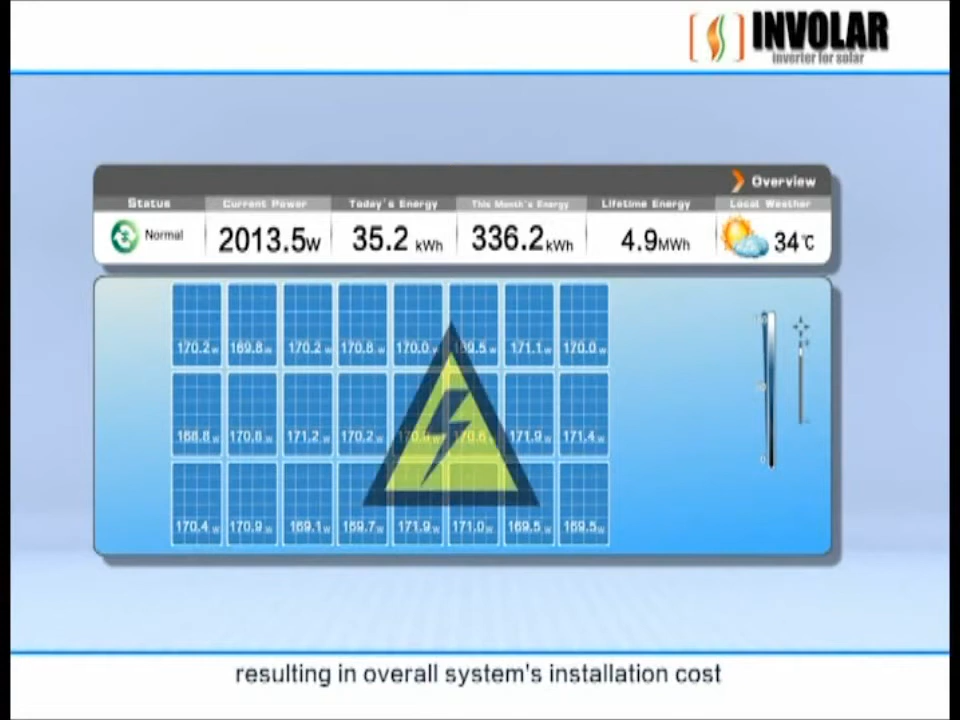 INVOLAR
inverter for solar
Overview
Status Current Power Today's Energy This Month's Energy Lifetime Energy Local Weather
Normal 2013.5w 35.2 kWh 336.2kWh 4.9MWh 34℃
170.2w 169.8w 170.2w 170.8w 170.0w 169.5w 171.1w 170.0w
168.8w 170.8w 171.2w 170.2w 170.6w 171.9w 171.4w
170.4w 170.9w 169.1w 169.7w 171.9w 171.0w 169.5w 169.5w
resulting in overall system's installation cost